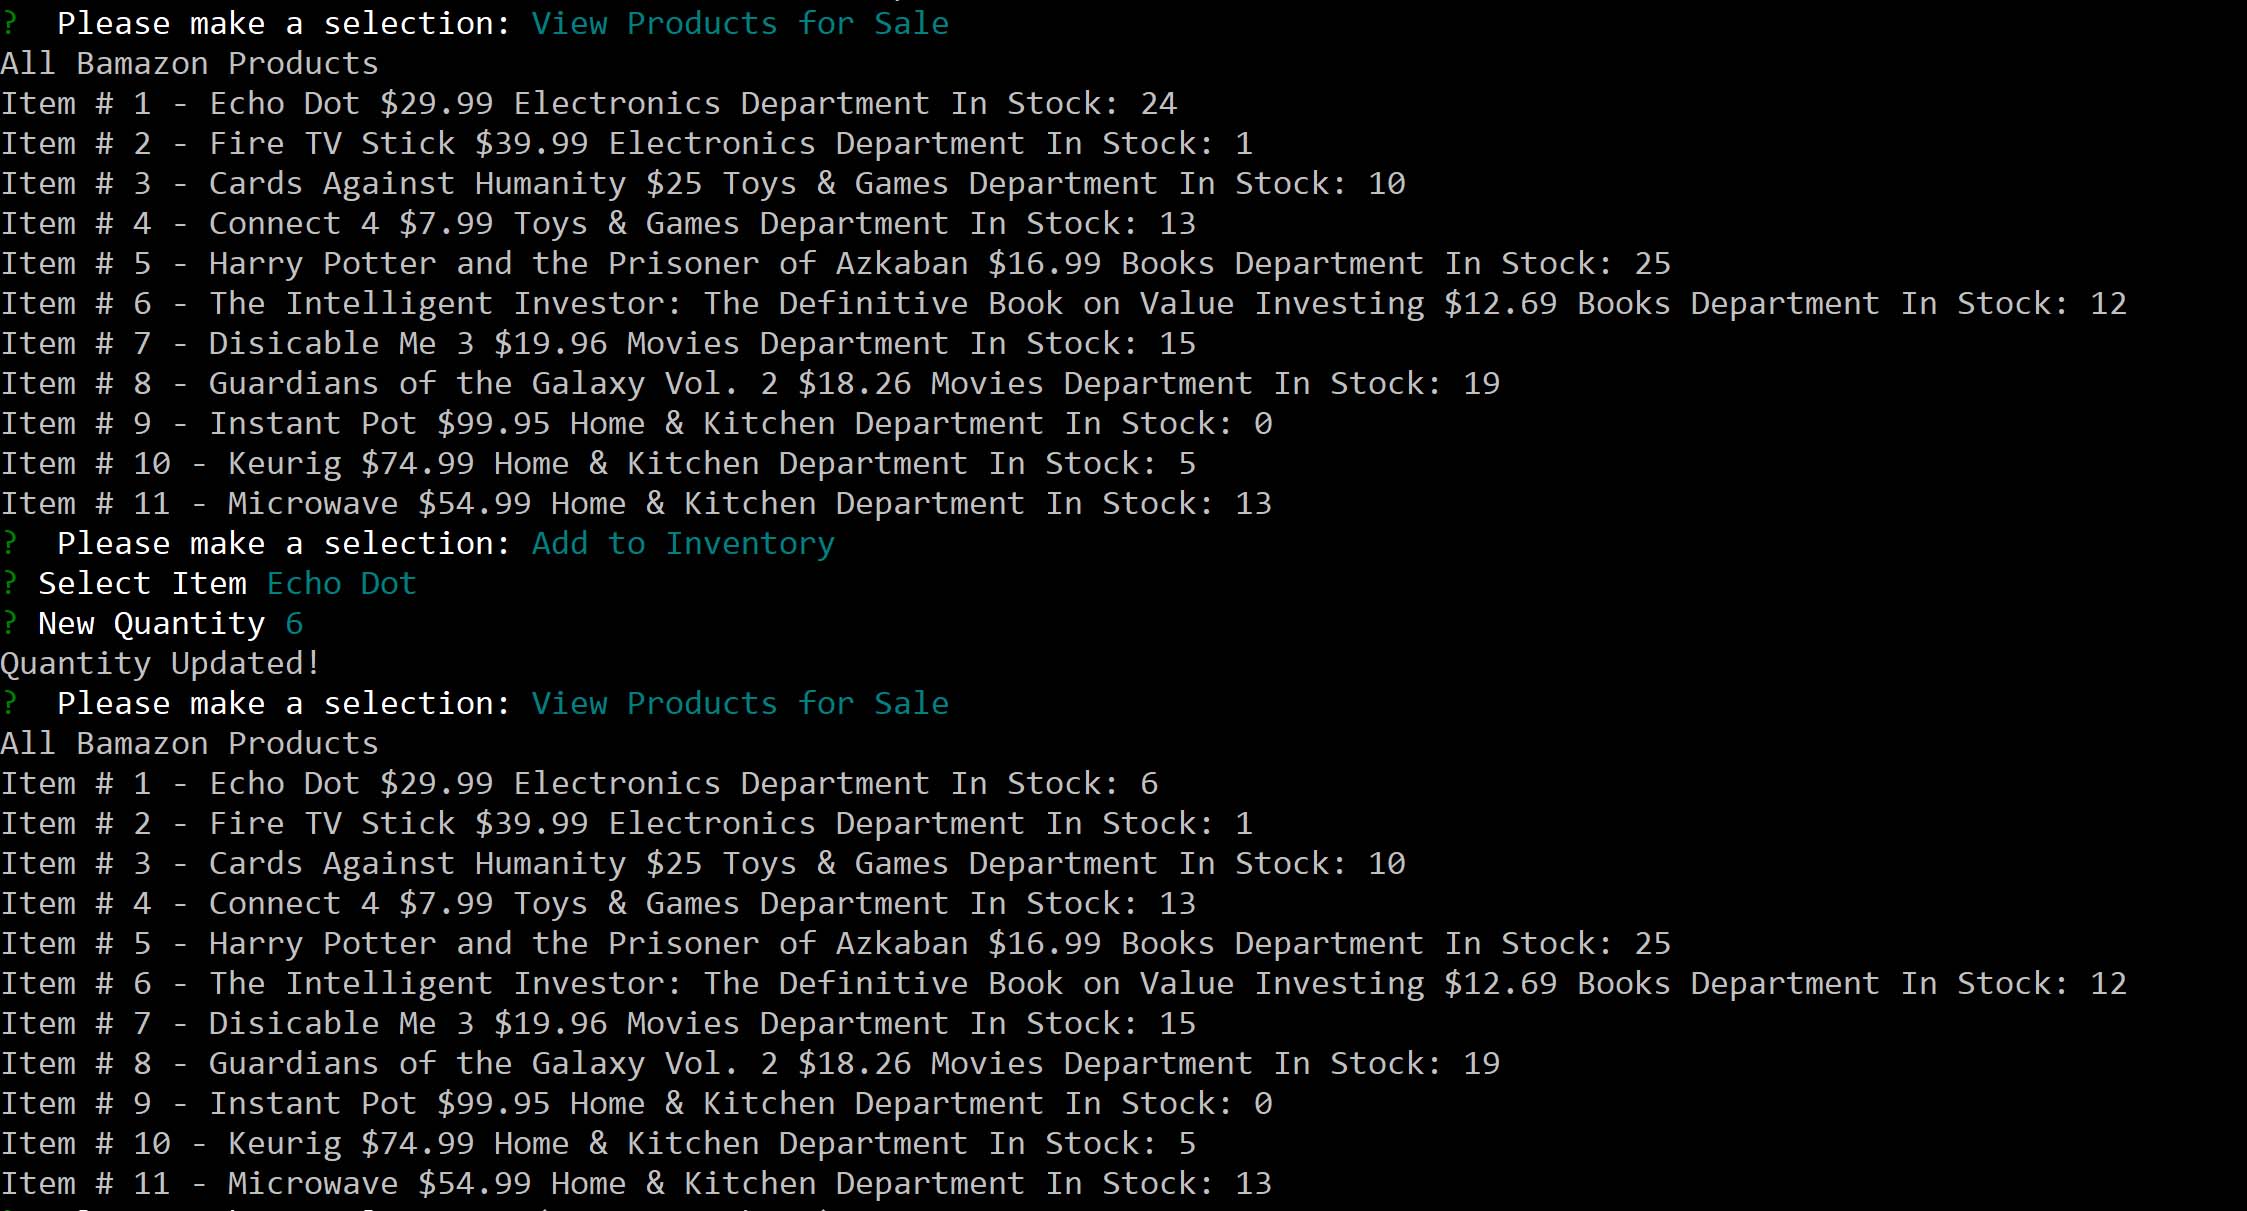 ?  Please make a selection: View Products for Sale
All Bamazon Products
Item # 1 - Echo Dot $29.99 Electronics Department In Stock: 24
Item # 2 - Fire TV Stick $39.99 Electronics Department In Stock: 1
Item # 3 - Cards Against Humanity $25 Toys & Games Department In Stock: 10
Item # 4 - Connect 4 $7.99 Toys & Games Department In Stock: 13
Item # 5 - Harry Potter and the Prisoner of Azkaban $16.99 Books Department In Stock: 25
Item # 6 - The Intelligent Investor: The Definitive Book on Value Investing $12.69 Books Department In Stock: 12
Item # 7 - Disicable Me 3 $19.96 Movies Department In Stock: 15
Item # 8 - Guardians of the Galaxy Vol. 2 $18.26 Movies Department In Stock: 19
Item # 9 - Instant Pot $99.95 Home & Kitchen Department In Stock: 0
Item # 10 - Keurig $74.99 Home & Kitchen Department In Stock: 5
Item # 11 - Microwave $54.99 Home & Kitchen Department In Stock: 13
?  Please make a selection: Add to Inventory
? Select Item Echo Dot
? New Quantity 6
Quantity Updated!
?  Please make a selection: View Products for Sale
All Bamazon Products
Item # 1 - Echo Dot $29.99 Electronics Department In Stock: 6
Item # 2 - Fire TV Stick $39.99 Electronics Department In Stock: 1
Item # 3 - Cards Against Humanity $25 Toys & Games Department In Stock: 10
Item # 4 - Connect 4 $7.99 Toys & Games Department In Stock: 13
Item # 5 - Harry Potter and the Prisoner of Azkaban $16.99 Books Department In Stock: 25
Item # 6 - The Intelligent Investor: The Definitive Book on Value Investing $12.69 Books Department In Stock: 12
Item # 7 - Disicable Me 3 $19.96 Movies Department In Stock: 15
Item # 8 - Guardians of the Galaxy Vol. 2 $18.26 Movies Department In Stock: 19
Item # 9 - Instant Pot $99.95 Home & Kitchen Department In Stock: 0
Item # 10 - Keurig $74.99 Home & Kitchen Department In Stock: 5
Item # 11 - Microwave $54.99 Home & Kitchen Department In Stock: 13